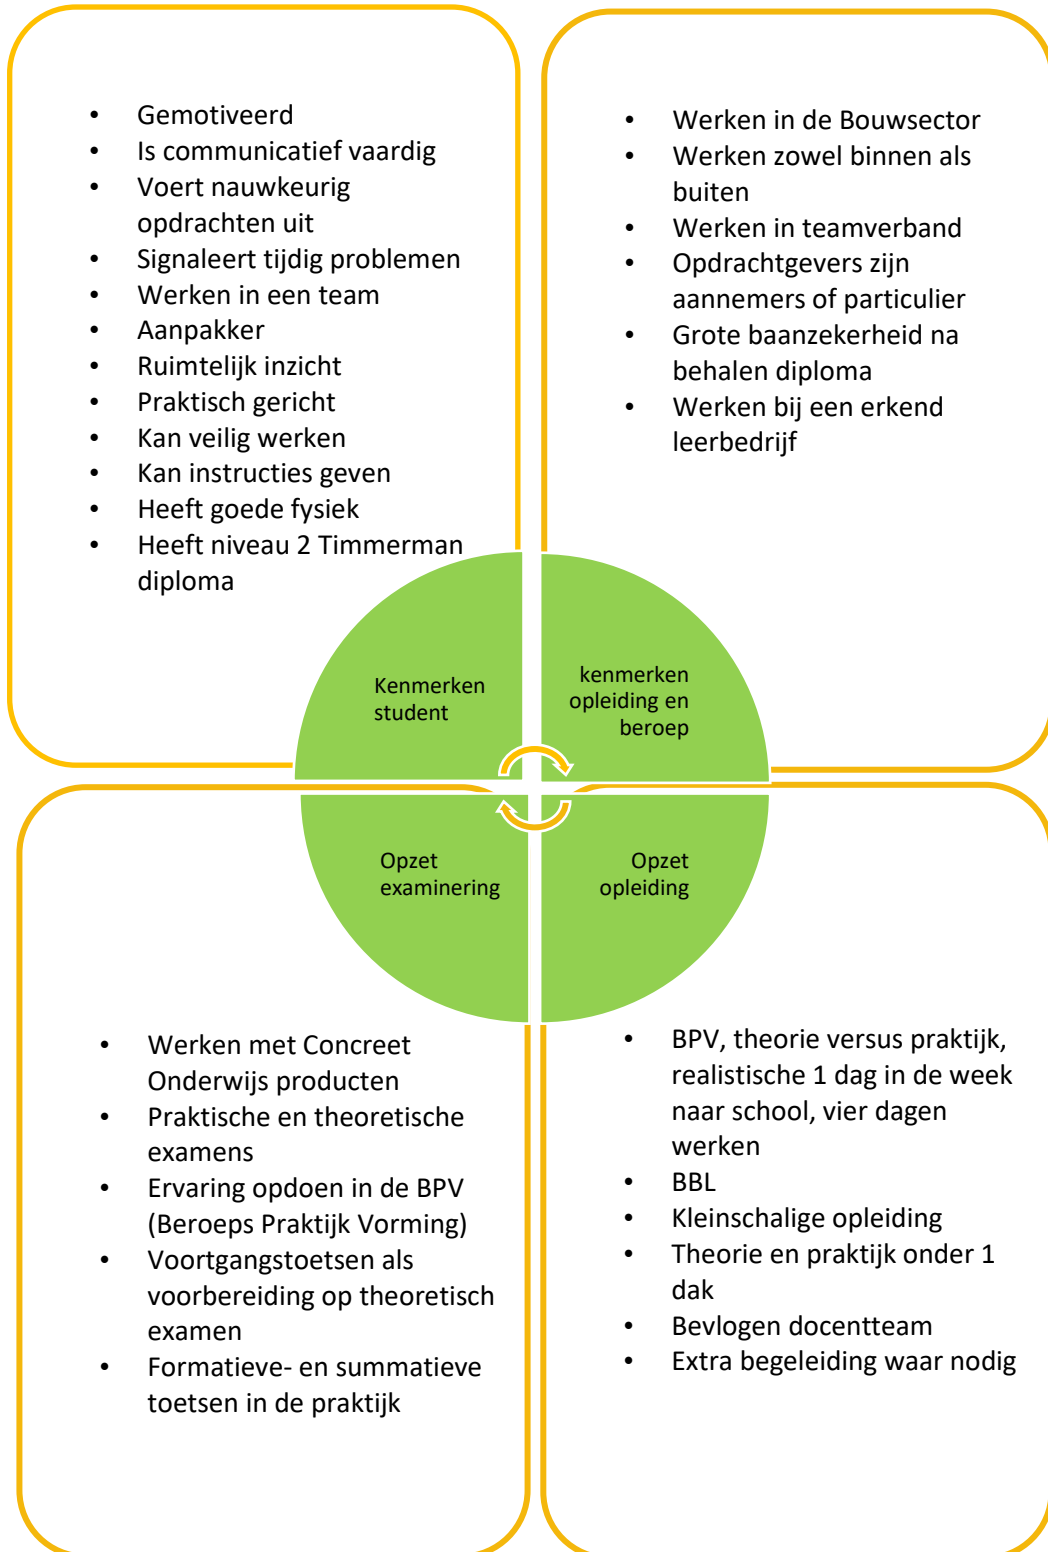 • Gemotiveerd
• Is communicatief vaardig
• Voert nauwkeurig
opdrachten uit
• Signaleert tijdig problemen
• Werken in een team
• Aanpakker
• Ruimtelijk inzicht
• Praktisch gericht
• Kan veilig werken
• Kan instructies geven
• Heeft goede fysiek
• Heeft niveau 2 Timmerman
diploma
• Werken in de Bouwsector
• Werken zowel binnen als
buiten
• Werken in teamverband
• Opdrachtgevers zijn
aannemers of particulier
• Grote baanzekerheid na
behalen diploma
• Werken bij een erkend
leerbedrijf
Kenmerken
student
kenmerken
opleiding en
beroep
Opzet
examinering
Opzet
opleiding
• Werken met Concreet
Onderwijs producten
• Praktische en theoretische
examens
• Ervaring opdoen in de BPV
(Beroeps Praktijk Vorming)
• Voortgangstoetsen als
voorbereiding op theoretisch
examen
• Formatieve- en summatieve
toetsen in de praktijk
• BPV, theorie versus praktijk,
realistische 1 dag in de week
naar school, vier dagen
werken
• BBL
• Kleinschalige opleiding
• Theorie en praktijk onder 1
dak
• Bevlogen docentteam
• Extra begeleiding waar nodig